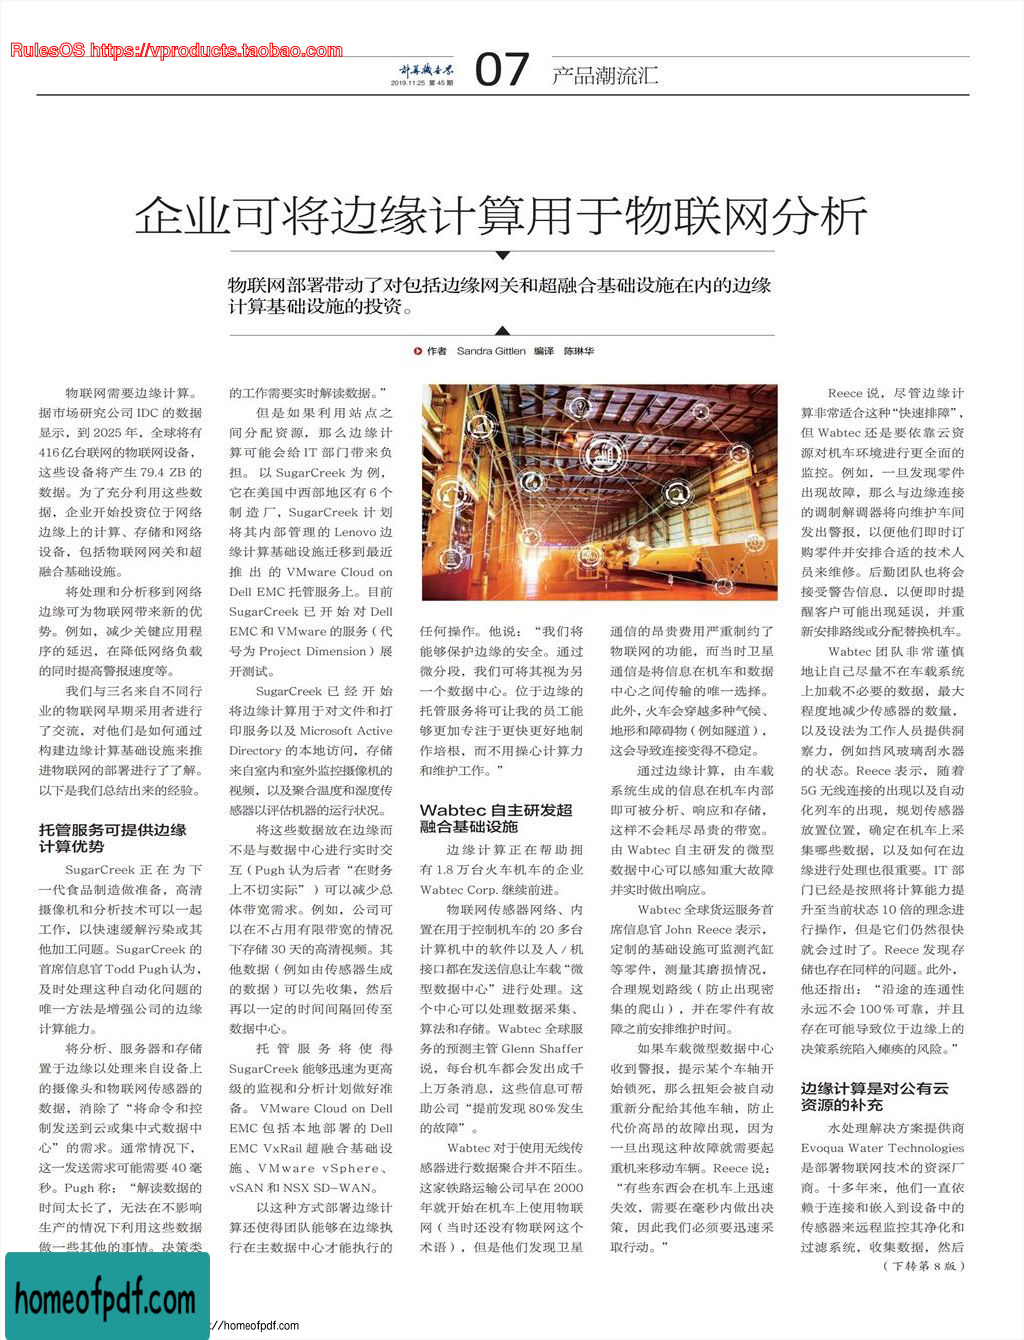 RulesOS https://vproducts.taobao.com
计算机世界
2019.11.25 第 45 期
07
产品潮流汇
企业可将边缘计算用于物联网分析
物联网部署带动了对包括边缘网关和超融合基础设施在内的边缘
计算基础设施的投资。
作者 Sandra Gittlen 编译 陈琳华
物联网需要边缘计算。
据市场研究公司 IDC 的数据
显示，到 2025 年，全球将有
416亿台联网的物联网设备，
这些设备将产生 79.4 ZB 的
数据。为了充分利用这些数
据，企业开始投资位于网络
边缘上的计算、存储和网络
设备，包括物联网网关和超
融合基础设施。
将处理和分析移到网络
边缘可为物联网带来新的优
势。例如，减少关键应用程
序的延迟，在降低网络负载
的同时提高警报速度等。
我们与三名来自不同行
业的物联网早期采用者进行
了交流，对他们是如何通过
构建边缘计算基础设施来推
进物联网的部署进行了了解。
以下是我们总结出来的经验。
托管服务可提供边缘
计算优势
SugarCreek 正在为下
一代食品制造做准备，高清
摄像机和分析技术可以一起
工作，以快速缓解污染或其
他加工问题。SugarCreek 的
首席信息官 Todd Pugh 认为，
及时处理这种自动化问题的
唯一方法是增强公司的边缘
计算能力。
将分析、服务器和存储
置于边缘以处理来自设备上
的摄像头和物联网传感器的
数据，消除了“将命令和控
制发送到云或集中式数据中
心”的需求。通常情况下，
这一发送需求可能需要 40 毫
秒。Pugh 称：“解读数据的
时间太长了，无法在不影响
生产的情况下利用这些数据
做一些其他的事情。决策类
的工作需要实时解读数据。”
但是如果利用站点之
间分配资源，那么边缘计
算可能会给 IT 部门带来负
担。以 SugarCreek 为例，
它在美国中西部地区有 6 个
制造厂，SugarCreek 计划
将其内部管理的 Lenovo 边
缘计算基础设施迁移到最近
推出的 VMware Cloud on
Dell EMC 托管服务上。目前
SugarCreek 已开始对 Dell
EMC 和 VMware 的服务（代
号为 Project Dimension）展
开测试。
SugarCreek 已经开始
将边缘计算用于对文件和打
印服务以及 Microsoft Active
Directory 的本地访问，存储
来自室内和室外监控摄像机的
视频，以及聚合温度和湿度传
感器以评估机器的运行状况。
将这些数据放在边缘而
不是与数据中心进行实时交
互（Pugh 认为后者“在财务
上不切实际”）可以减少总
体带宽需求。例如，公司可
以在不占用有限带宽的情况
下存储 30 天的高清视频。其
他数据（例如由传感器生成
的数据）可以先收集，然后
再以一定的时间间隔回传至
数据中心。
托管服务将使得
SugarCreek 能够迅速为更高
级的监视和分析计划做好准
备。VMware Cloud on Dell
EMC 包括本地部署的 Dell
EMC VxRail 超融合基础设
施、VMware vSphere、
vSAN 和 NSX SD-WAN。
以这种方式部署边缘计
算还使得团队能够在边缘执
行在主数据中心才能执行的
任何操作。他说：“我们将
能够保护边缘的安全。通过
微分段，我们可将其视为另
一个数据中心。位于边缘的
托管服务将可让我的员工能
够更加专注于更快更好地制
作培根，而不用操心计算力
和维护工作。”
Wabtec 自主研发超
融合基础设施
边缘计算正在帮助拥
有 1.8 万台火车机车的企业
Wabtec Corp. 继续前进。
物联网传感器网络、内
置在用于控制机车的 20 多台
计算机中的软件以及人 / 机
接口都在发送信息让车载“微
型数据中心”进行处理。这
个中心可以处理数据采集、
算法和存储。Wabtec 全球服
务的预测主管 Glenn Shaffer
说，每台机车都会发出成千
上万条消息，这些信息可帮
助公司“提前发现 80% 发生
的故障”。
Wabtec 对于使用无线传
感器进行数据聚合并不陌生。
这家铁路运输公司早在 2000
年就开始在机车上使用物联
网（当时还没有物联网这个
术语），但是他们发现卫星
通信的昂贵费用严重制约了
物联网的功能，而当时卫星
通信是将信息在机车和数据
中心之间传输的唯一选择。
此外，火车会穿越多种气候、
地形和障碍物（例如隧道），
这会导致连接变得不稳定。
通过边缘计算，由车载
系统生成的信息在机车内部
即可被分析、响应和存储，
这样不会耗尽昂贵的带宽。
由 Wabtec 自主研发的微型
数据中心可以感知重大故障
并实时做出响应。
Wabtec 全球货运服务首
席信息官 John Reece 表示，
定制的基础设施可监测汽缸
等零件，测量其磨损情况，
合理规划路线（防止出现密
集的爬山），并在零件有故
障之前安排维护时间。
如果车载微型数据中心
收到警报，提示某个车轴开
始锁死，那么扭矩会被自动
重新分配给其他车轴，防止
代价高昂的故障出现，因为
一旦出现这种故障就需要起
重机来移动车辆。Reece 说：
“有些东西会在机车上迅速
失效，需要在毫秒内做出决
策，因此我们必须要迅速采
取行动。”
Reece 说，尽管边缘计
算非常适合这种“快速排障”，
但 Wabtec 还是要依靠云资
源对机车环境进行更全面的
监控。例如，一旦发现零件
出现故障，那么与边缘连接
的调制解调器将向维护车间
发出警报，以便他们即时订
购零件并安排合适的技术人
员来维修。后勤团队也将会
接受警告信息，以便即时提
醒客户可能出现延误，并重
新安排路线或分配替换机车。
Wabtec 团队非常谨慎
地让自己尽量不在车载系统
上加载不必要的数据，最大
程度地减少传感器的数量，
以及设法为工作人员提供洞
察力，例如挡风玻璃刮水器
的状态。Reece 表示，随着
5G 无线连接的出现以及自动
化列车的出现，规划传感器
放置位置，确定在机车上采
集哪些数据，以及如何在边
缘进行处理也很重要。IT 部
门已经是按照将计算能力提
升至当前状态 10 倍的理念进
行操作，但是它们仍然很快
就会过时了。Reece 发现存
储也存在同样的问题。此外，
他还指出：“沿途的连通性
永远不会 100% 可靠，并且
存在可能导致位于边缘上的
决策系统陷入瘫痪的风险。”
边缘计算是对公有云
资源的补充
水处理解决方案提供商
Evoqua Water Technologies
是部署物联网技术的资深厂
商。十多年来，他们一直依
赖于连接和嵌入到设备中的
传感器来远程监控其净化和
过滤系统，收集数据，然后
（下转第 8 版）
homeofpdf.com
://homeofpdf.com